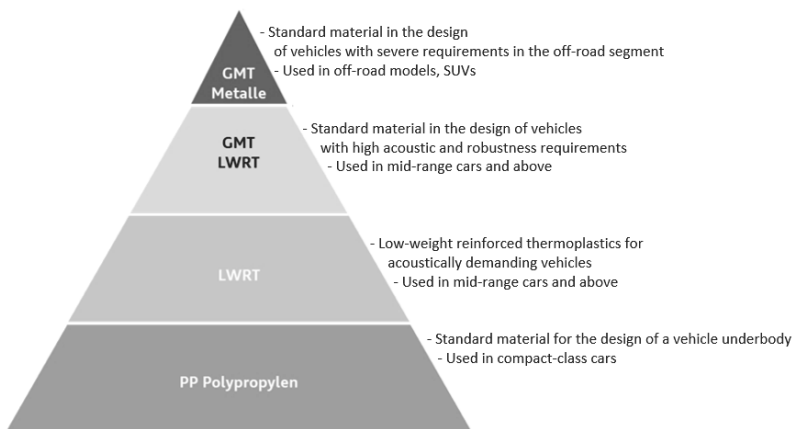 GMT
Metalle
- Standard material in the design
of vehicles with severe requirements in the off-road segment
- Used in off-road models, SUVs
GMT
LWRT
- Standard material in the design of vehicles
with high acoustic and robustness requirements
- Used in mid-range cars and above
LWRT
- Low-weight reinforced thermoplastics for
acoustically demanding vehicles
- Used in mid-range cars and above
PP Polypropylen
- Standard material for the design of a vehicle underbody
- Used in compact-class cars